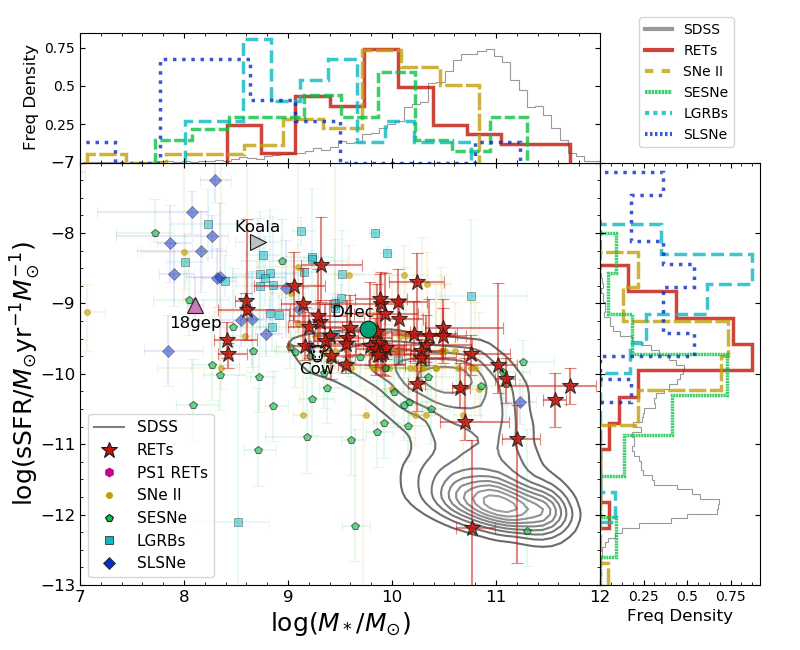 Freq Density
0.75
0.5
0.25
SDSS
RETs
SNe II
SESNe
LGRBs
SLSNe
−7
−8
−9
−10
−11
−12
−13
log(sSFR/M⊙yr⁻¹M⊙⁻¹)
Koala
18gep
D4ec
Cow
SDSS
RETs
PS1 RETs
SNe II
SESNe
LGRBs
SLSNe
7 8 9 10 11 12
log(M*/M⊙)
0.25 0.5 0.75
Freq Density